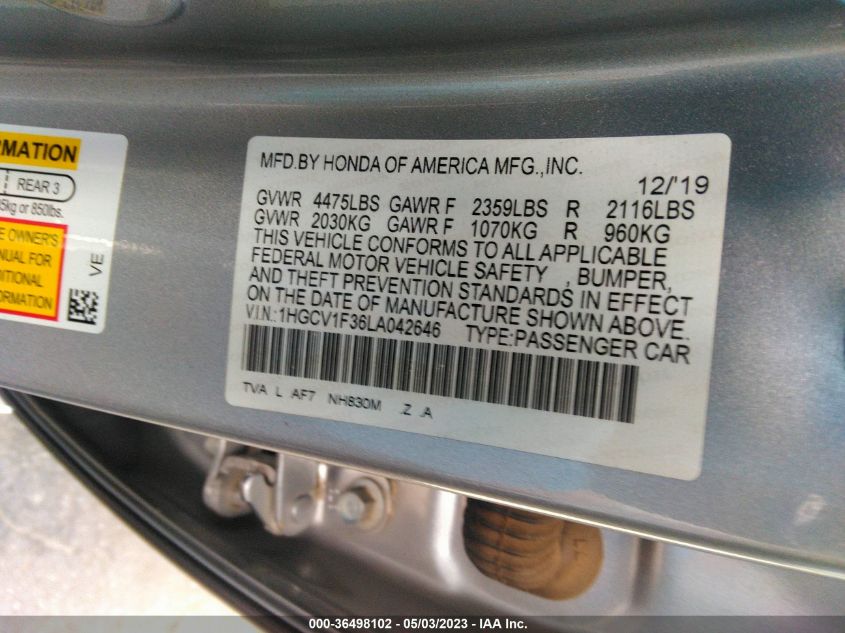 RMATION
REAR 3
5kg or 850lbs.
E OWNER'S
NUAL FOR
DITIONAL
ORMATION
VE
MFD.BY HONDA OF AMERICA MFG.,INC.
12/'19
GVWR 4475LBS GAWR F 2359LBS R 2116LBS
GVWR 2030KG GAWR F 1070KG R 960KG
THIS VEHICLE CONFORMS TO ALL APPLICABLE
FEDERAL MOTOR VEHICLE SAFETY , BUMPER,
AND THEFT PREVENTION STANDARDS IN EFFECT
ON THE DATE OF MANUFACTURE SHOWN ABOVE.
V.I.N.:1HGCV1F36LA042646 TYPE:PASSENGER CAR
TVA L AF7 NH830M .Z .A
000-36498102 - 05/03/2023 - IAA Inc.